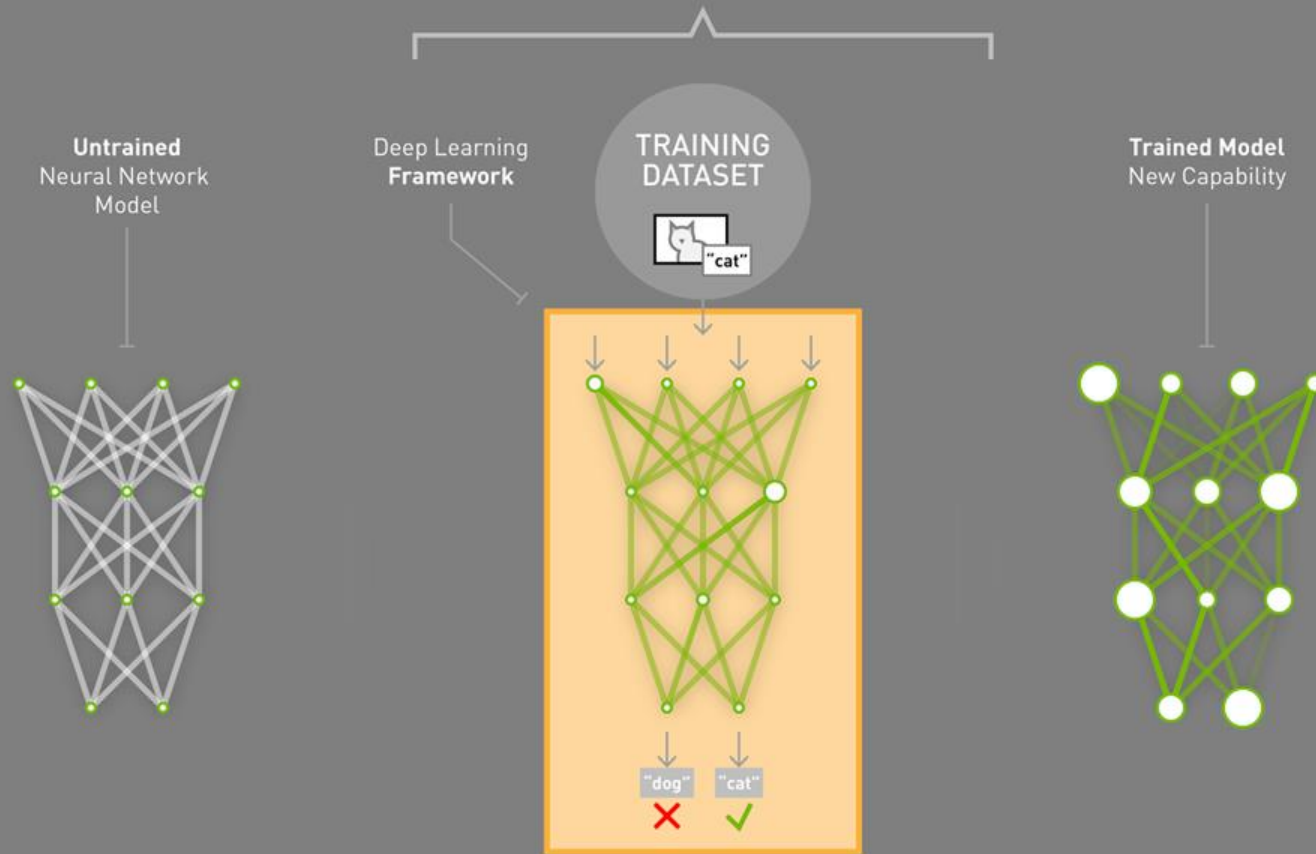 Untrained
Neural Network
Model
Deep Learning
Framework
TRAINING
DATASET
"cat"
Trained Model
New Capability
"dog"
"cat"